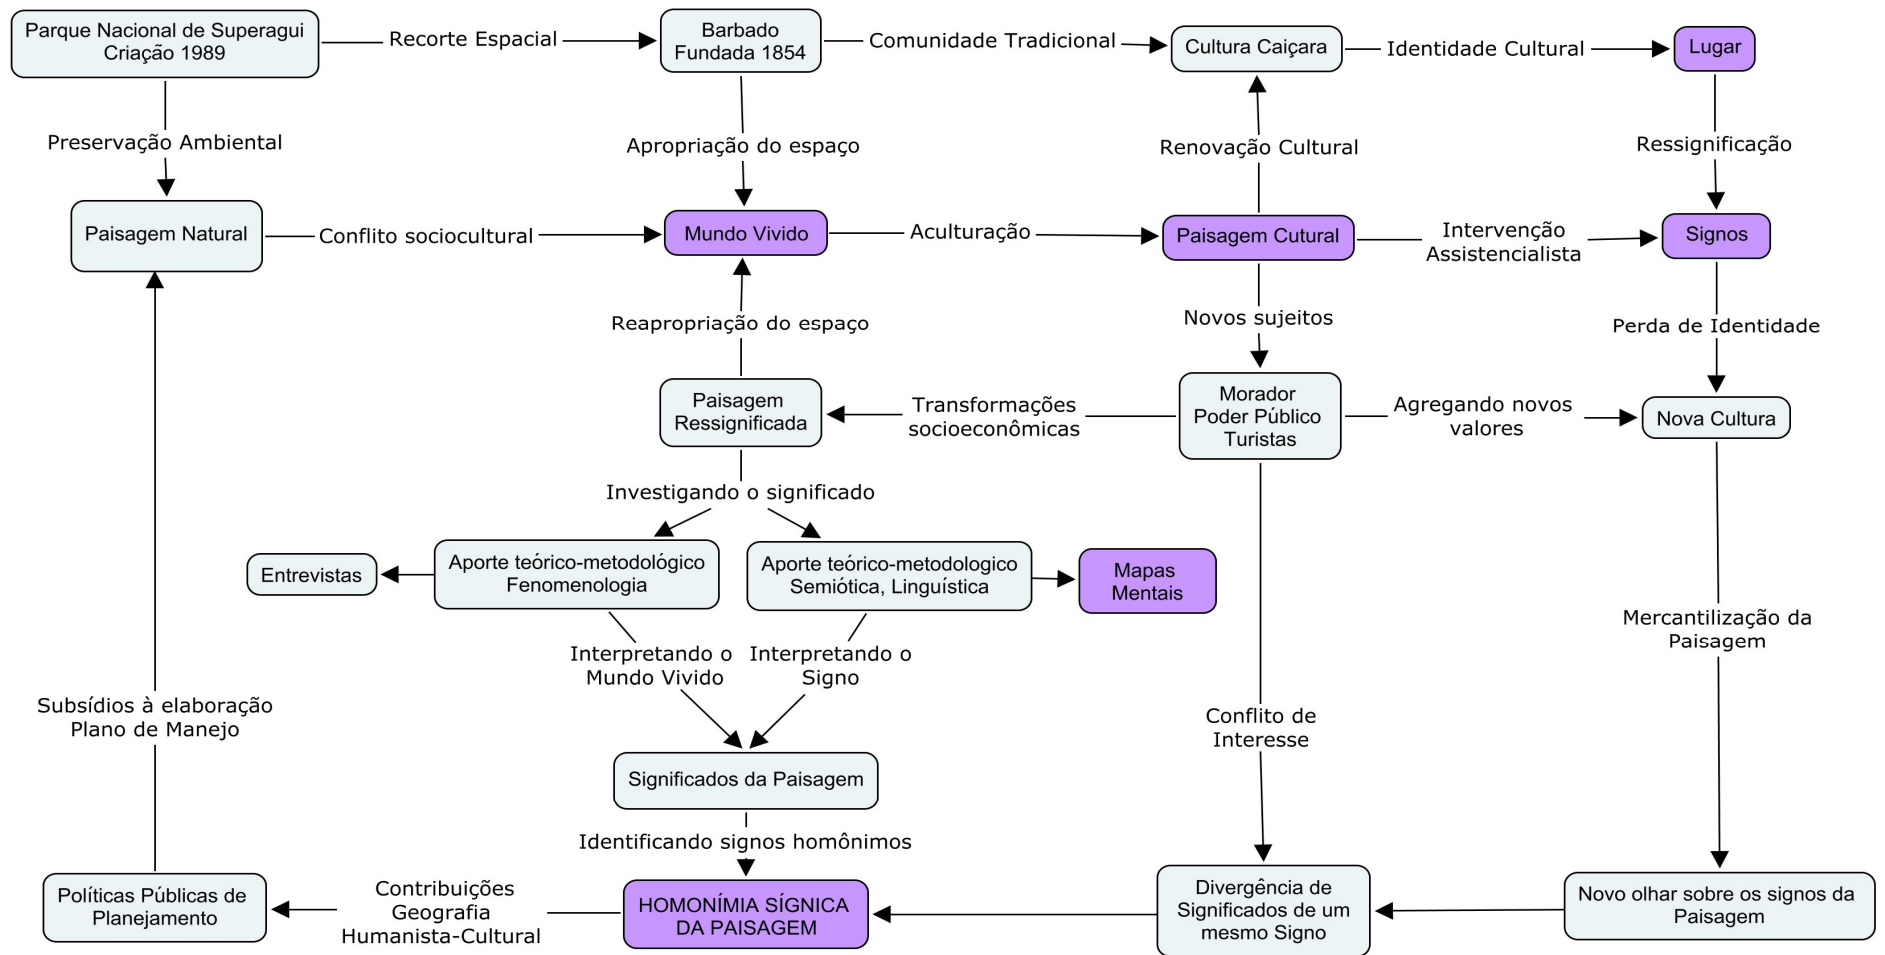 Parque Nacional de Superagui
Criação 1989
Recorte Espacial
Barbado
Fundada 1854
Comunidade Tradicional
Cultura Caiçara
Identidade Cultural
Lugar
Preservação Ambiental
Apropriação do espaço
Renovação Cultural
Ressignificação
Paisagem Natural
Conflito sociocultural
Mundo Vivido
Aculturação
Paisagem Cutural
Intervenção
Assistencialista
Signos
Reapropriação do espaço
Novos sujeitos
Perda de Identidade
Paisagem
Ressignificada
Transformações
socioeconômicas
Morador
Poder Público
Turistas
Agregando novos
valores
Nova Cultura
Investigando o significado
Entrevistas
Aporte teórico-metodológico
Fenomenologia
Aporte teórico-metodologico
Semiótica, Linguística
Mapas
Mentais
Interpretando o
Mundo Vivido
Interpretando o
Signo
Mercantilização da
Paisagem
Subsídios à elaboração
Plano de Manejo
Conflito de
Interesse
Significados da Paisagem
Identificando signos homônimos
Políticas Públicas de
Planejamento
Contribuições
Geografia
Humanista-Cultural
HOMONÍMIA SÍGNICA
DA PAISAGEM
Divergência de
Significados de um
mesmo Signo
Novo olhar sobre os signos da
Paisagem